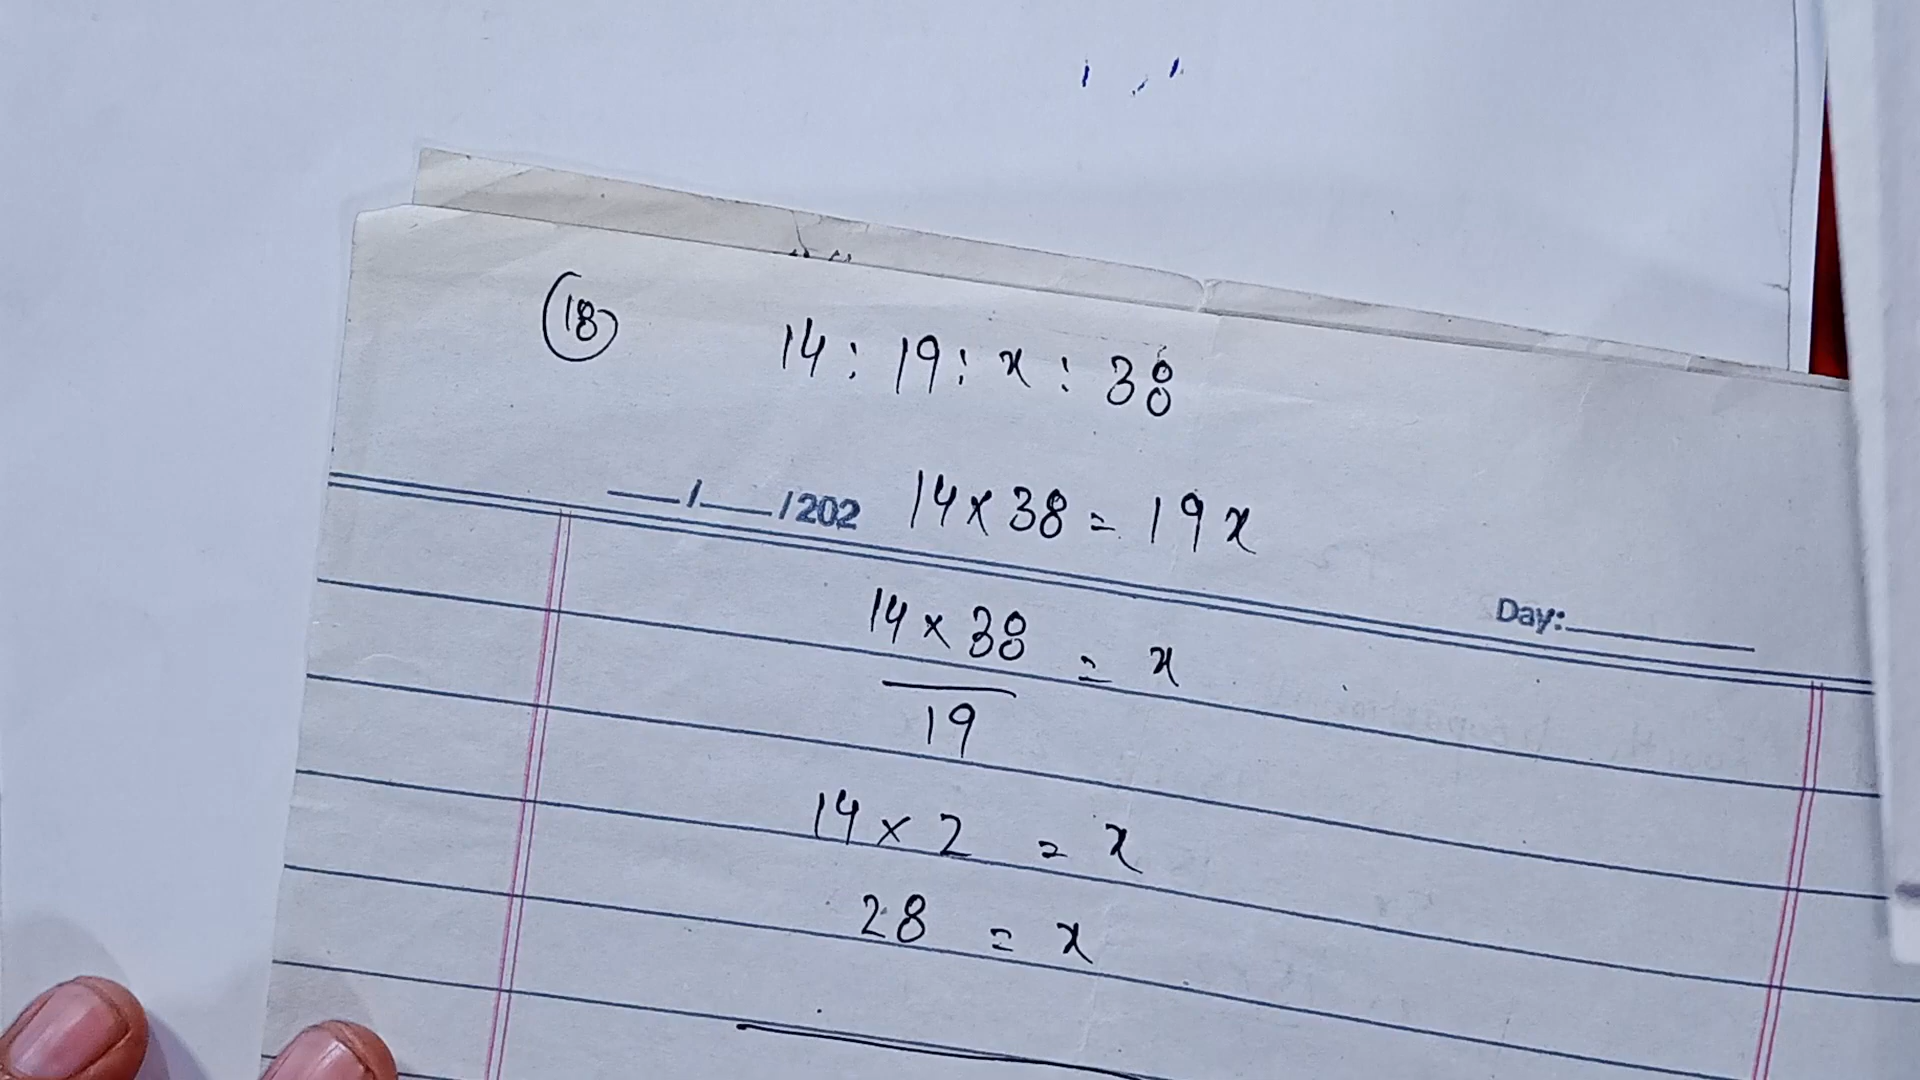 18
14 : 19 : x : 38
__/__/202 14 x 38 = 19x
Day:
14 x 38 = x
19
14 x 2 = x
28 = x